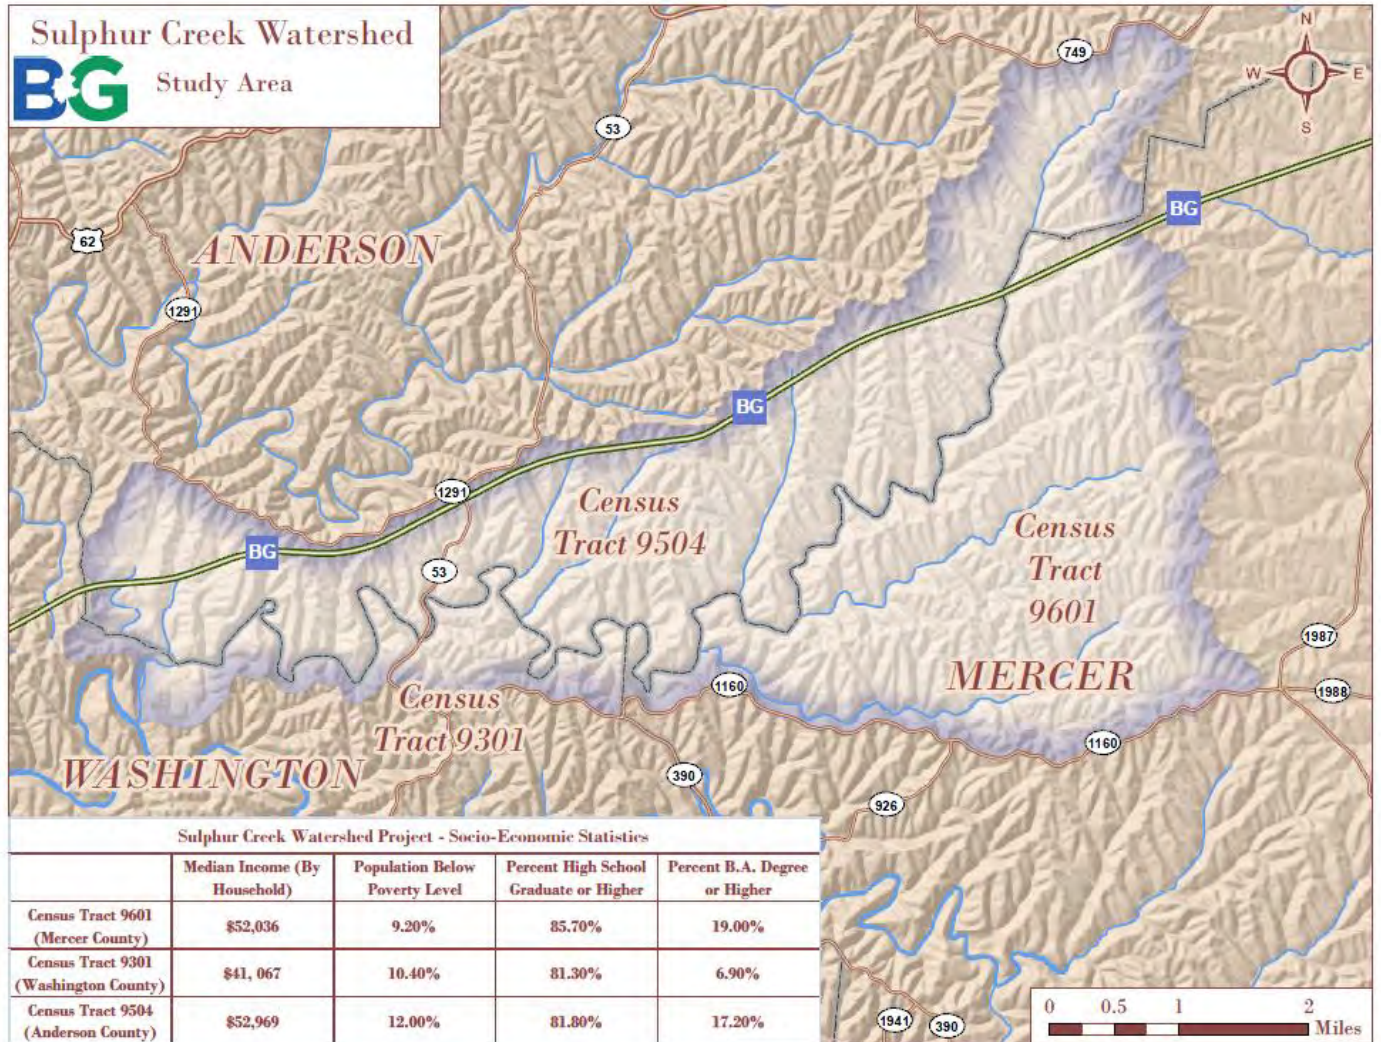 Sulphur Creek Watershed
BG
Study Area
N
W E
S
749
53
BG
62
ANDERSON
1291
BG
1291
Census
Tract 9504
Census
Tract
9601
BG
53
1987
MERCER
1988
1160
Census
Tract 9301
1160
WASHINGTON
390
926
Sulphur Creek Watershed Project - Socio-Economic Statistics
Median Income (By Household) Population Below Poverty Level Percent High School Graduate or Higher Percent B.A. Degree or Higher
Census Tract 9601 (Mercer County) $52,036 9.20% 85.70% 19.00%
Census Tract 9301 (Washington County) $41, 067 10.40% 81.30% 6.90%
Census Tract 9504 (Anderson County) $52,969 12.00% 81.80% 17.20%
1941 390
0 0.5 1 2
Miles